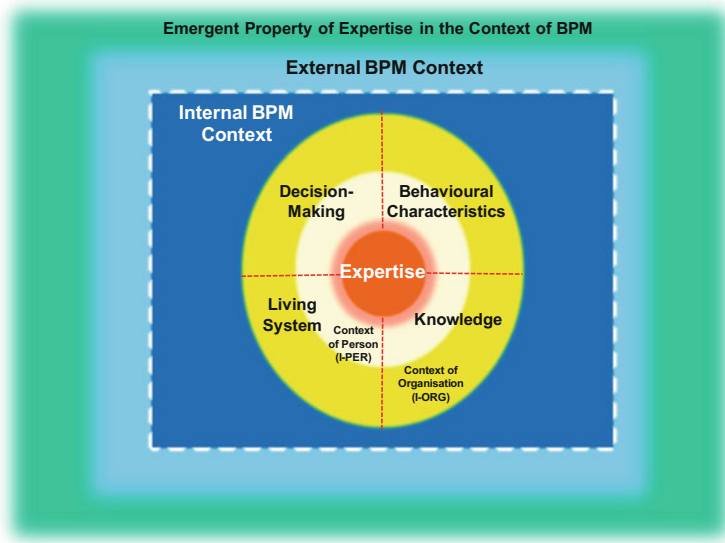 Emergent Property of Expertise in the Context of BPM
External BPM Context
Internal BPM
Context
Decision-
Making
Behavioural
Characteristics
Expertise
Living
System
Knowledge
Context
of Person
(I-PER)
Context of
Organisation
(I-ORG)